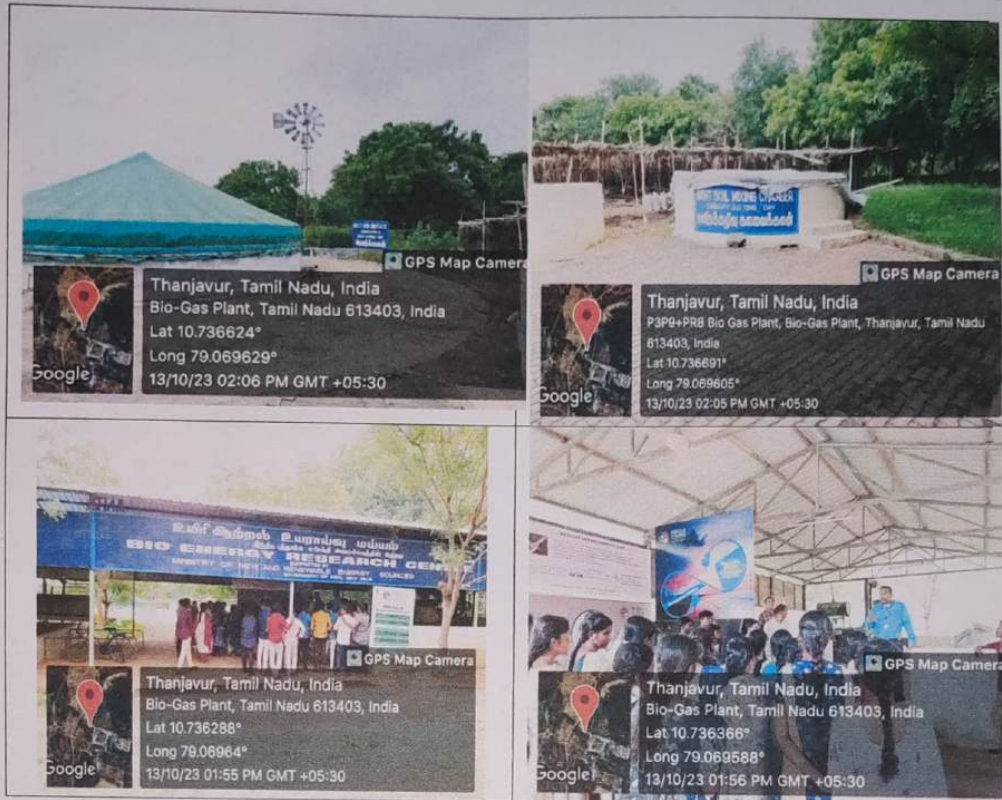 GPS Map Camera
Thanjavur, Tamil Nadu, India
Bio-Gas Plant, Tamil Nadu 613403, India
Lat 10.736624°
Long 79.069629°
13/10/23 02:06 PM GMT +05:30
Google
CHAMBER
GPS Map Camera
Thanjavur, Tamil Nadu, India
P3P9+PR8 Bio Gas Plant, Bio-Gas Plant, Thanjavur, Tamil Nadu
613403, India
Lat 10.736691°
Long 79.069605°
13/10/23 02:05 PM GMT +05:30
Google
உயிர் ஆற்றல் உயராய்வு மய்யம்
BIO ENERGY RESEARCH CENTRE
MINISTRY OF NEW AND RENEWABLE ENERGY SOURCES
GPS Map Camera
Thanjavur, Tamil Nadu, India
Bio-Gas Plant, Tamil Nadu 613403, India
Lat 10.736288°
Long 79.06964°
13/10/23 01:55 PM GMT +05:30
Google
GPS Map Camera
Thanjavur, Tamil Nadu, India
Bio-Gas Plant, Tamil Nadu 613403, India
Lat 10.736366°
Long 79.069588°
13/10/23 01:56 PM GMT +05:30
Google